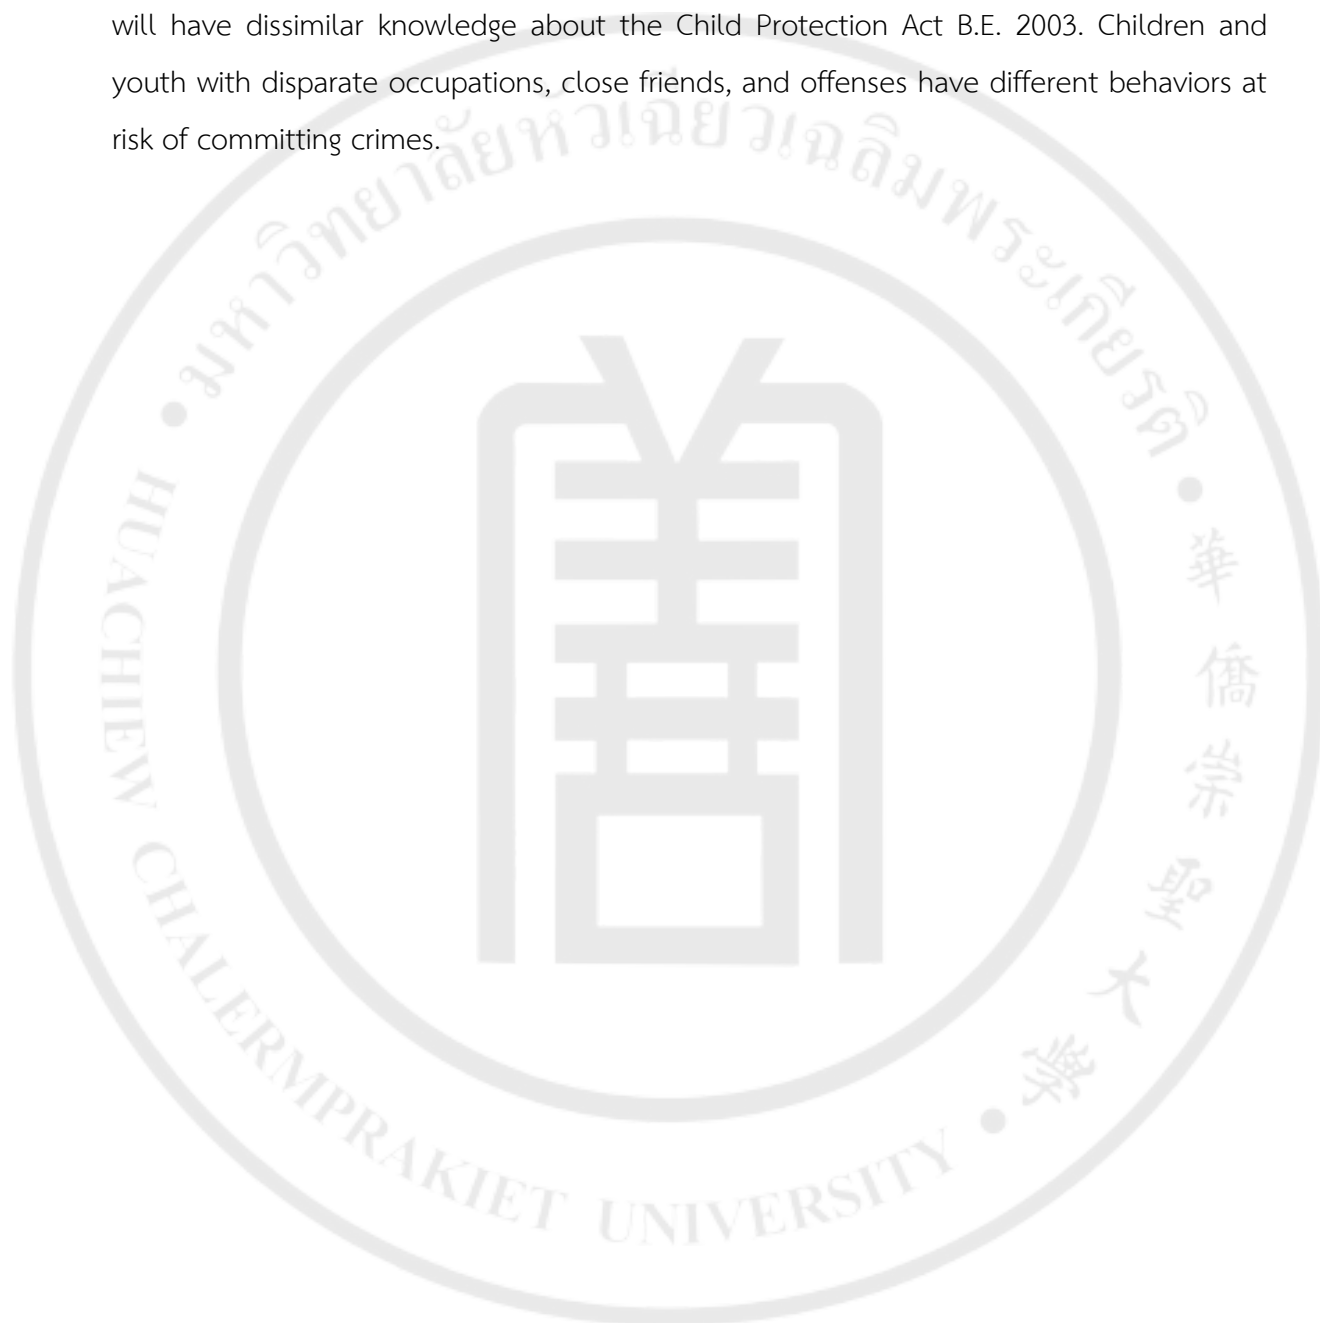 will have dissimilar knowledge about the Child Protection Act B.E. 2003. Children and
youth with disparate occupations, close friends, and offenses have different behaviors at
risk of committing crimes.
มหาวิทยาลัยหัวเฉียวเฉลิมพระเกียรติ
華僑崇聖大學
HUACHIEW CHALERMPRAKIET UNIVERSITY